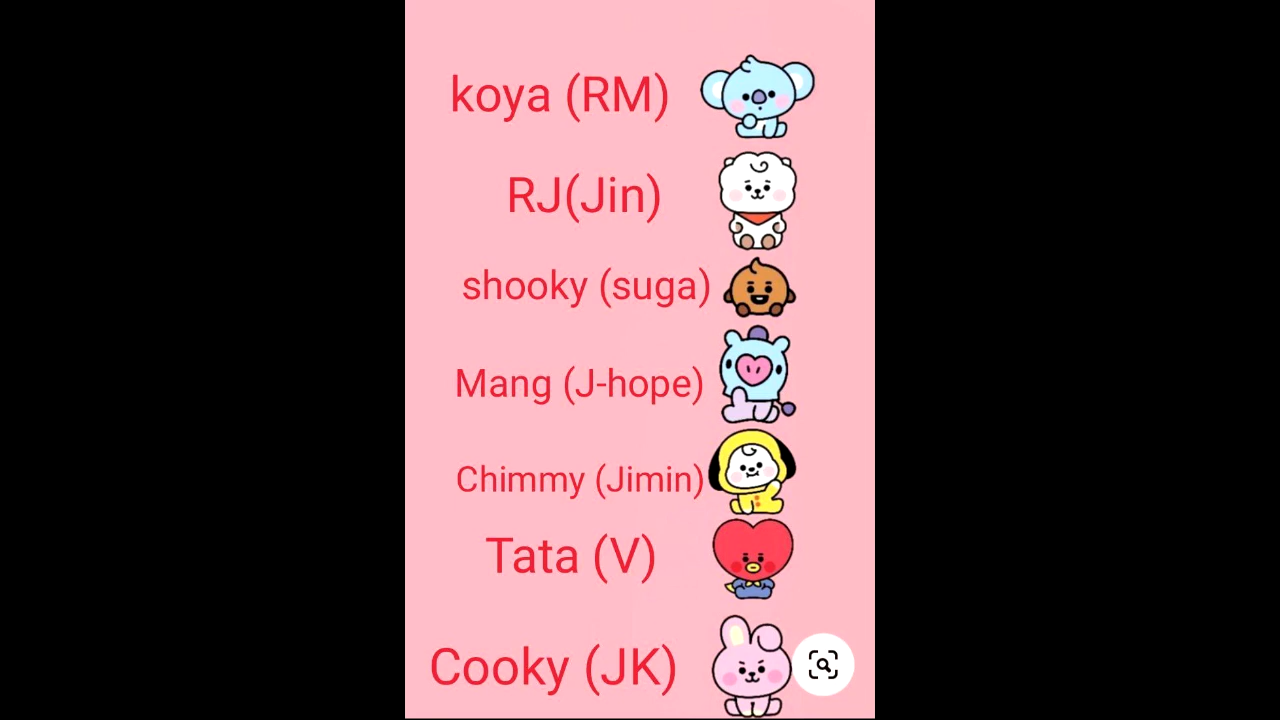 koya (RM)
RJ(Jin)
shooky (suga)
Mang (J-hope)
Chimmy (Jimin)
Tata (V)
Cooky (JK)